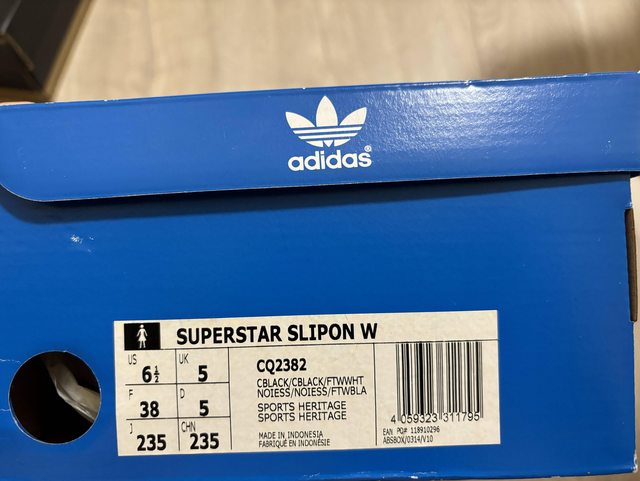 adidas®
SUPERSTAR SLIPON W
US 6½ UK 5
F 38 D 5
J 235 CHN 235
CQ2382
CBLACK/CBLACK/FTWWHT
NOIESS/NOIESS/FTWBLA
SPORTS HERITAGE
SPORTS HERITAGE
MADE IN INDONESIA
FABRIQUÉ EN INDONÉSIE
4 059323 311795
EAN PO# 118910296
ABSBOX/0314/V10